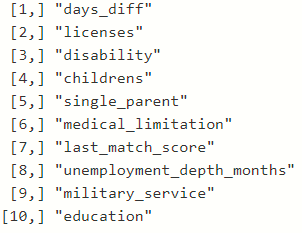 [1,] "days_diff"
[2,] "licenses"
[3,] "disability"
[4,] "childrens"
[5,] "single_parent"
[6,] "medical_limitation"
[7,] "last_match_score"
[8,] "unemployment_depth_months"
[9,] "military_service"
[10,] "education"